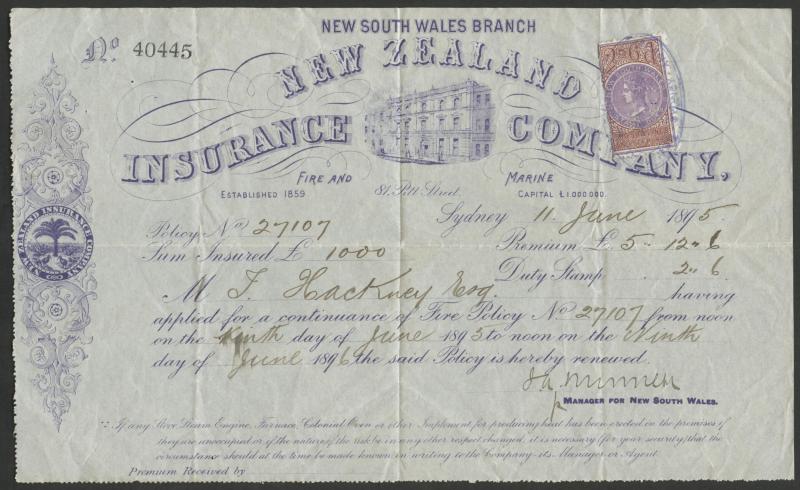 NEW SOUTH WALES BRANCH
No 40445
NEW ZEALAND
INSURANCE COMPANY,
FIRE AND MARINE
ESTABLISHED 1859 81. Pitt Street. CAPITAL £1.000.000.
Sydney 11 June 1895.
Policy No 27107
Premium £ 5 " 12 " 6
Sum Insured £ 1000
Duty Stamp 2 " 6
M T. Hackney Esq. having
applied for a continuance of Fire Policy No 27107 from noon
on the Ninth day of June 1895 to noon on the Ninth
day of June 1896 the said Policy is hereby renewed.
MANAGER FOR NEW SOUTH WALES.
If any Stove Steam Engine, Furnace, Colonial Oven or other Implement for producing heat has been erected on the premises, if
they are unoccupied or if the nature of the risk be in any other respect changed, it is necessary (for your security) that the
circumstance should at the time be made known in writing to the Company-its Manager or Agent.
Premium Received by
NEW ZEALAND INSURANCE COMPANY